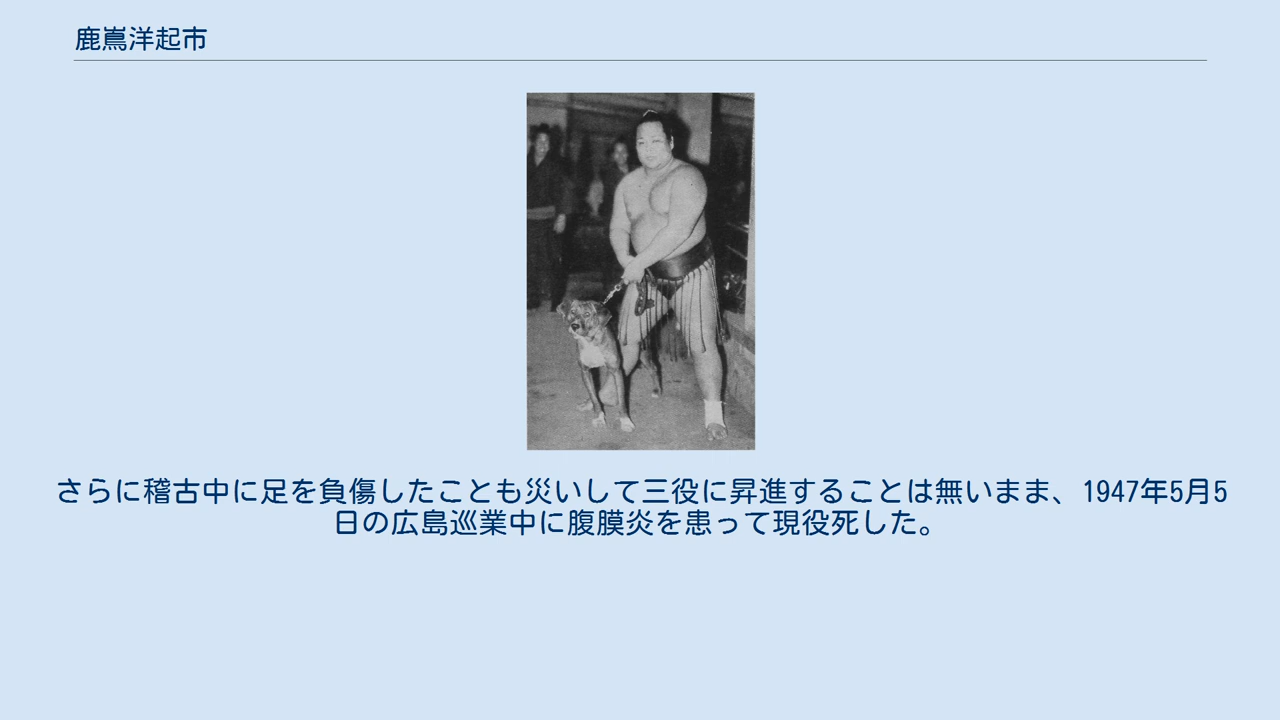 鹿嶌洋起市
さらに稽古中に足を負傷したことも災いして三役に昇進することは無いまま、1947年5月5
日の広島巡業中に腹膜炎を患って現役死した。